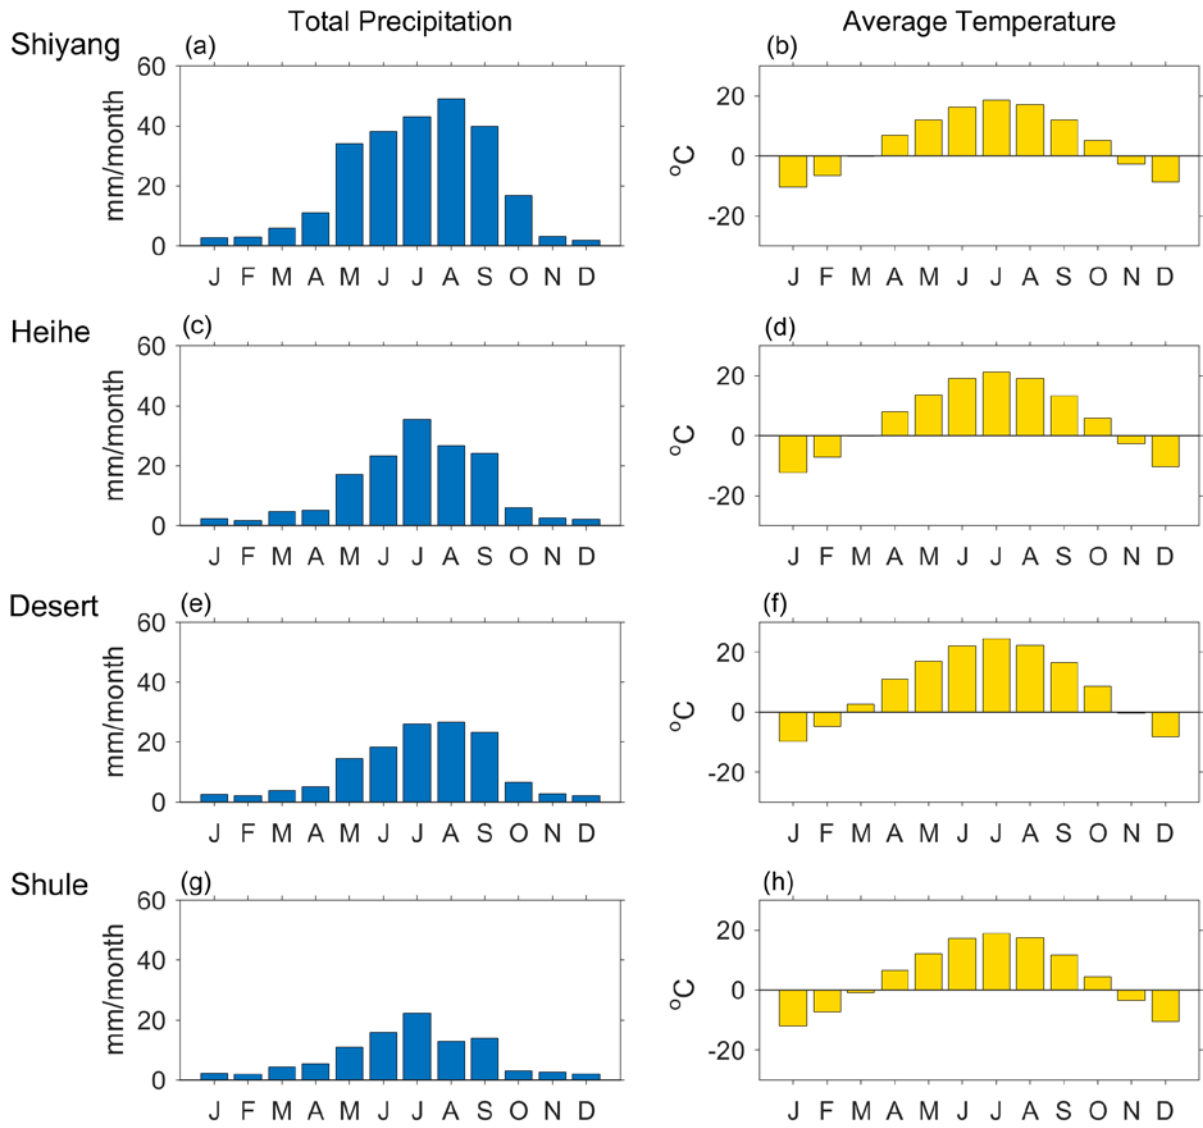 Total Precipitation
Average Temperature
Shiyang
(a)
60
40
20
0
mm/month
J F M A M J J A S O N D
(b)
20
0
-20
°C
J F M A M J J A S O N D
Heihe
(c)
60
40
20
0
mm/month
J F M A M J J A S O N D
(d)
20
0
-20
°C
J F M A M J J A S O N D
Desert
(e)
60
40
20
0
mm/month
J F M A M J J A S O N D
(f)
20
0
-20
°C
J F M A M J J A S O N D
Shule
(g)
60
40
20
0
mm/month
J F M A M J J A S O N D
(h)
20
0
-20
°C
J F M A M J J A S O N D